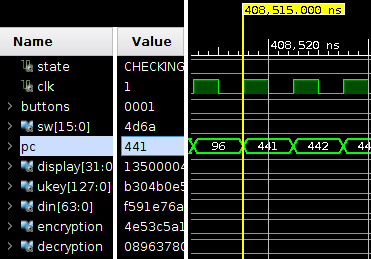 408,515.000 ns
Name Value
408,520 ns
state CHECKING
clk 1
buttons 0001
sw[15:0] 4d6a
pc 441 96 441 442 44
display[31:0 13500004
ukey[127:0] b304b0e5
din[63:0] f591e76a
encryption 4e53c5a1
decryption 08963780